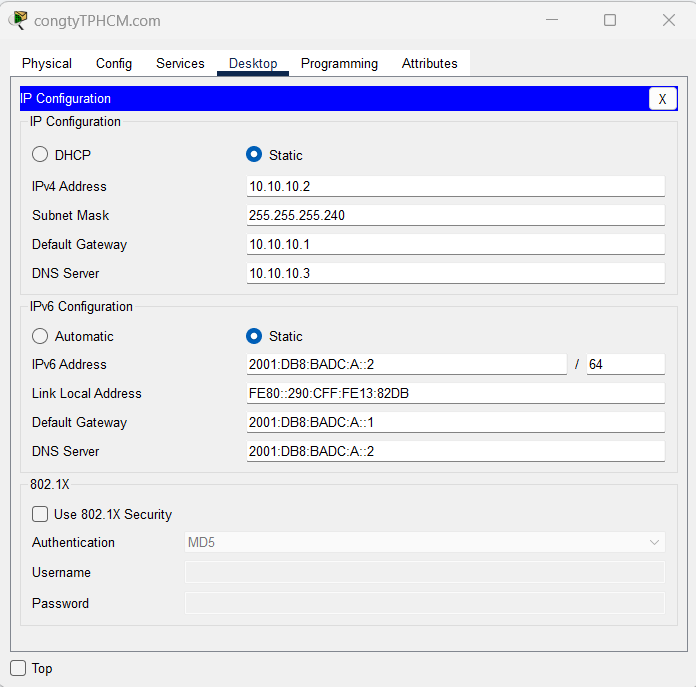 congtyTPHCM.com
Physical Config Services Desktop Programming Attributes
IP Configuration X
IP Configuration
DHCP Static
IPv4 Address 10.10.10.2
Subnet Mask 255.255.255.240
Default Gateway 10.10.10.1
DNS Server 10.10.10.3
IPv6 Configuration
Automatic Static
IPv6 Address 2001:DB8:BADC:A::2 / 64
Link Local Address FE80::290:CFF:FE13:82DB
Default Gateway 2001:DB8:BADC:A::1
DNS Server 2001:DB8:BADC:A::2
802.1X
Use 802.1X Security
Authentication MD5
Username
Password
Top